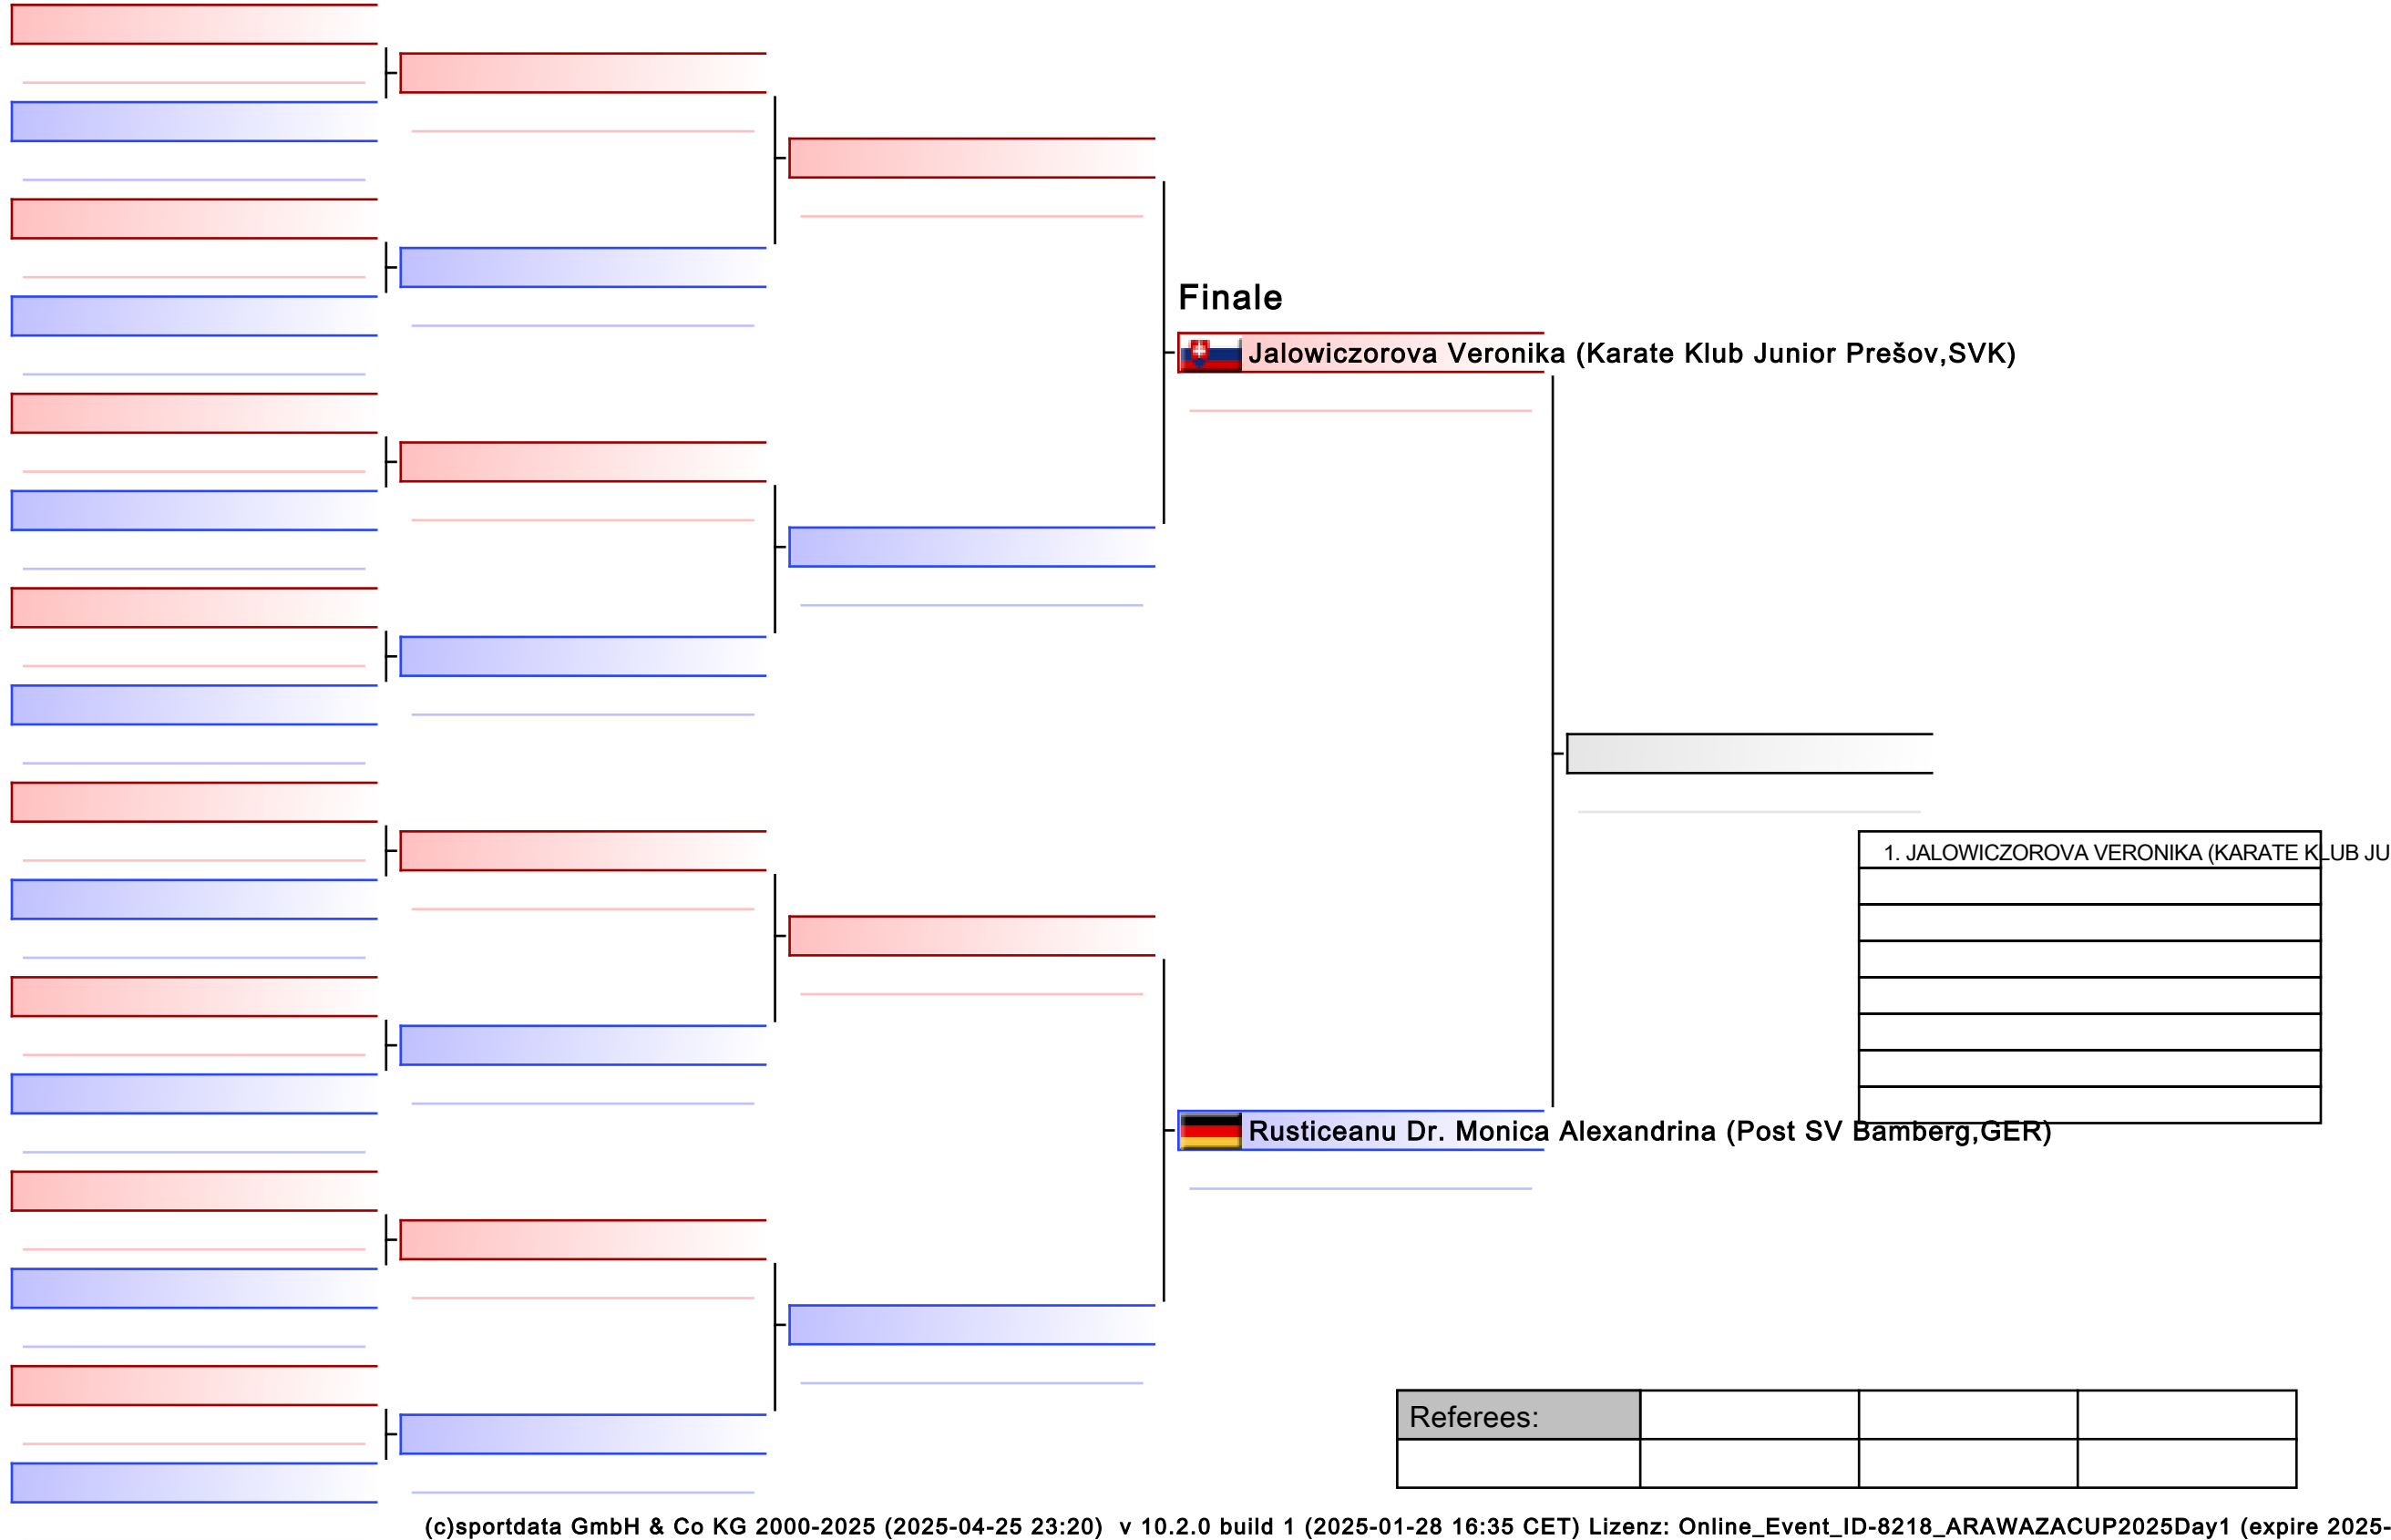 Finale
Jalowiczorova Veronika (Karate Klub Junior Prešov,SVK)
1. JALOWICZOROVA VERONIKA (KARATE KLUB JU
Rusticeanu Dr. Monica Alexandrina (Post SV Bamberg,GER)
Referees:
(c)sportdata GmbH & Co KG 2000-2025 (2025-04-25 23:20)  v 10.2.0 build 1 (2025-01-28 16:35 CET) Lizenz: Online_Event_ID-8218_ARAWAZACUP2025Day1 (expire 2025-